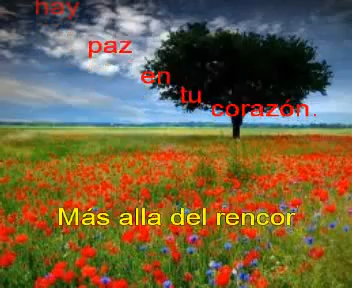 hay
paz
en
tu
corazón.
Más alla del rencor